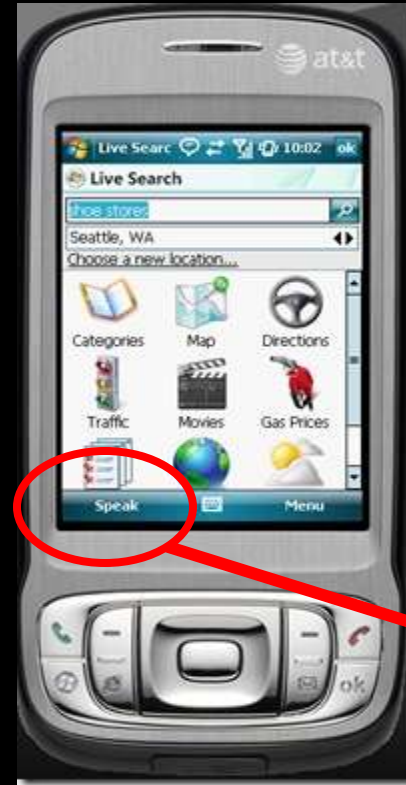 at&t
Live Searc 10:02 ok
Live Search
shoe stores
Seattle, WA
Choose a new location...
Categories Map Directions
Traffic Movies Gas Prices
Speak Menu
ok